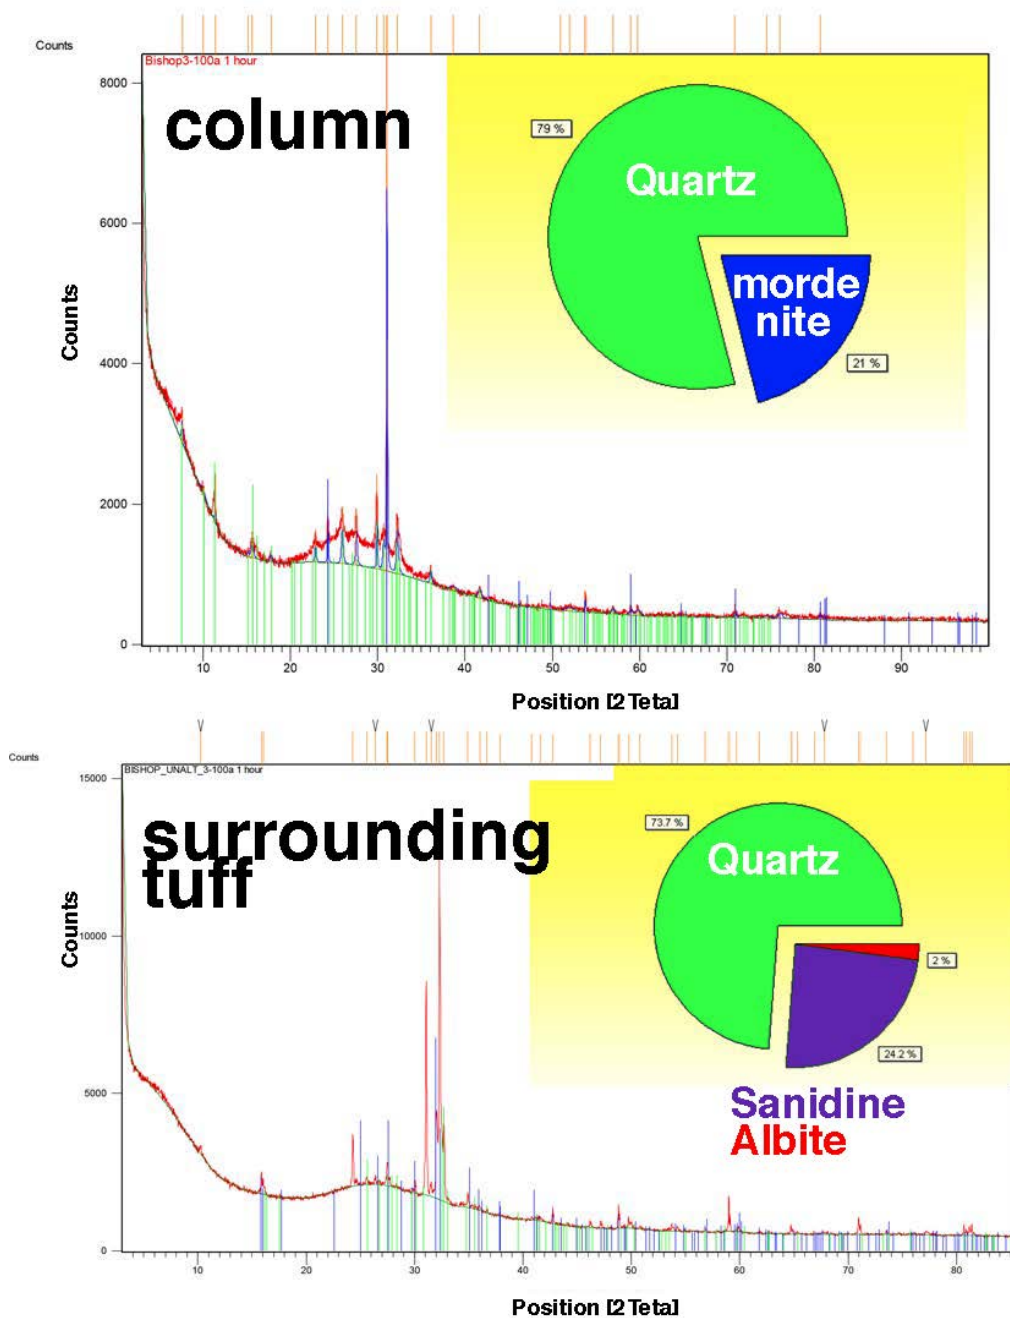 Counts
Bishop3-100a 1 hour
column
79 %
Quartz
morde
nite
21 %
Counts
8000
6000
4000
2000
0
10 20 30 40 50 60 70 80 90
Position [2 Teta]
Counts
BISHOP_UNALT_3-100a 1 hour
surrounding
tuff
73.7 %
Quartz
2 %
24.2 %
Sanidine
Albite
Counts
15000
10000
5000
0
10 20 30 40 50 60 70 80
Position [2 Teta]